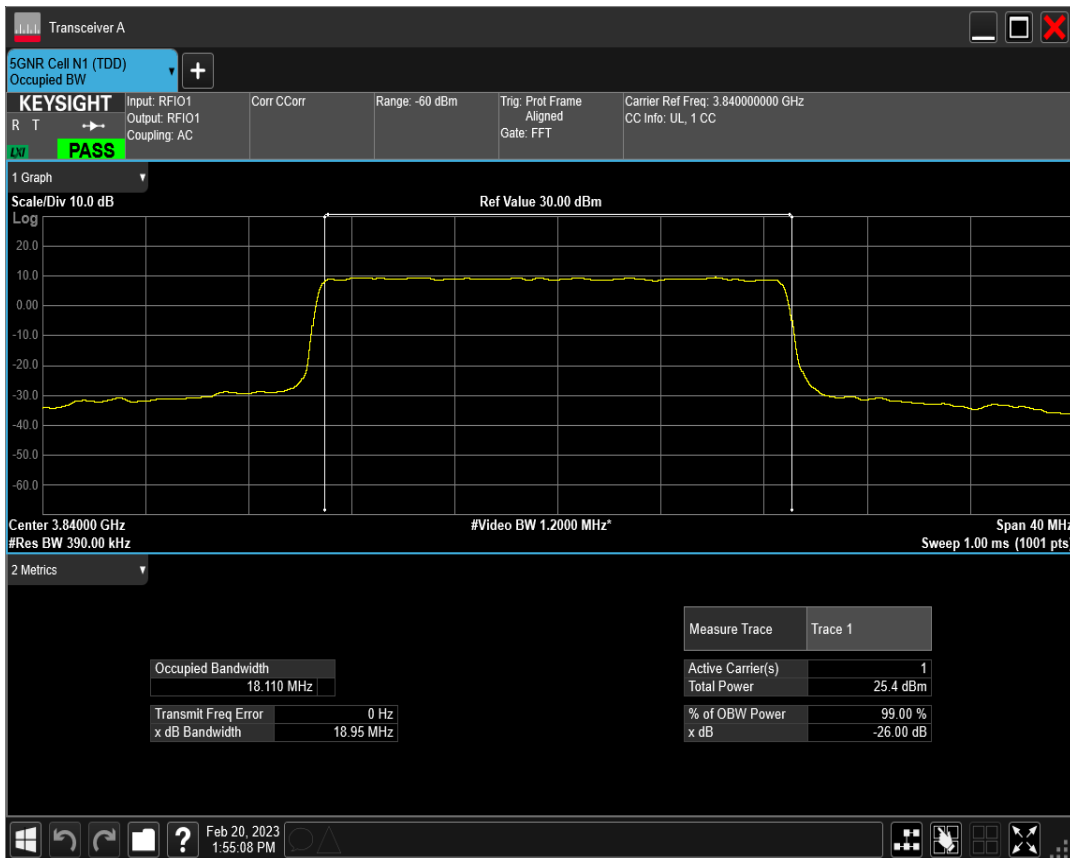 Transceiver A
5GNR Cell N1 (TDD)
Occupied BW
+
KEYSIGHT
R T
LXI
PASS
Input: RFIO1
Output: RFIO1
Coupling: AC
Corr CCorr
Range: -60 dBm
Trig: Prot Frame
Aligned
Gate: FFT
Carrier Ref Freq: 3.840000000 GHz
CC Info: UL, 1 CC
1 Graph
Scale/Div 10.0 dB
Ref Value 30.00 dBm
Log
20.0
10.0
0.00
-10.0
-20.0
-30.0
-40.0
-50.0
-60.0
Center 3.84000 GHz
#Video BW 1.2000 MHz*
Span 40 MHz
#Res BW 390.00 kHz
Sweep 1.00 ms (1001 pts)
2 Metrics
Measure Trace Trace 1
Occupied Bandwidth
18.110 MHz
Active Carrier(s) 1
Total Power 25.4 dBm
Transmit Freq Error 0 Hz
x dB Bandwidth 18.95 MHz
% of OBW Power 99.00 %
x dB -26.00 dB
?
Feb 20, 2023
1:55:08 PM